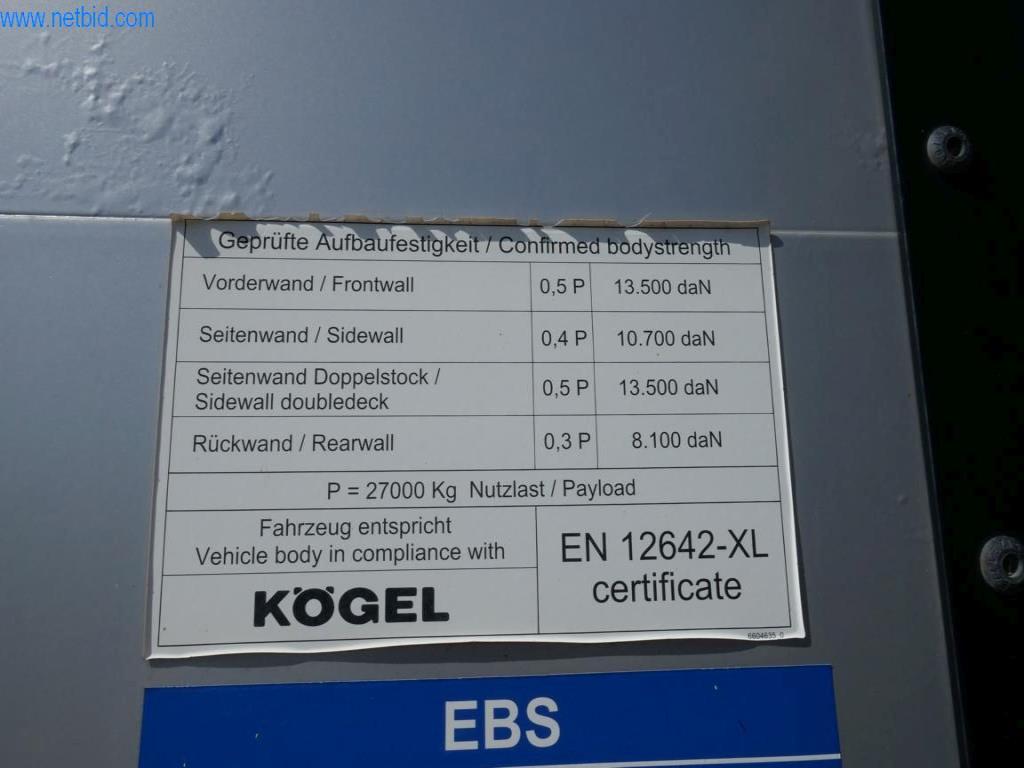 www.netbid.com
Geprüfte Aufbaufestigkeit / Confirmed bodystrength
Vorderwand / Frontwall 0,5 P 13.500 daN
Seitenwand / Sidewall 0,4 P 10.700 daN
Seitenwand Doppelstock /
Sidewall doubledeck 0,5 P 13.500 daN
Rückwand / Rearwall 0,3 P 8.100 daN
P = 27000 Kg Nutzlast / Payload
Fahrzeug entspricht
Vehicle body in compliance with
KÖGEL
EN 12642-XL
certificate
6604635 0
EBS